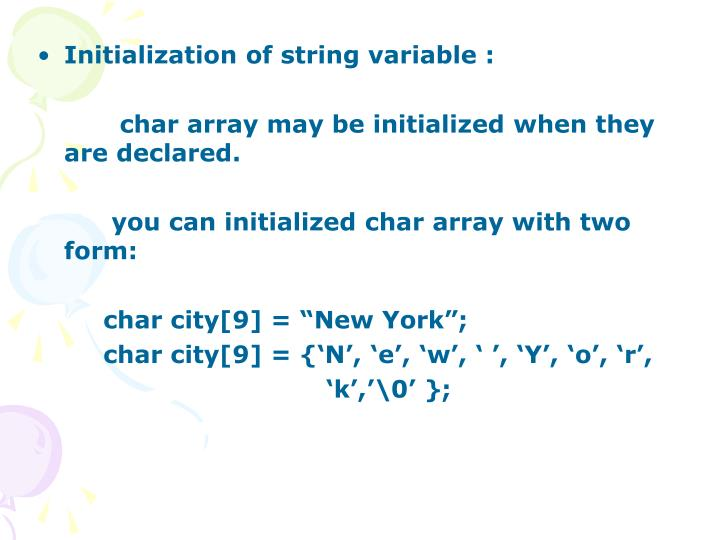 • Initialization of string variable :
char array may be initialized when they
are declared.
you can initialized char array with two
form:
char city[9] = “New York”;
char city[9] = {‘N’, ‘e’, ‘w’, ‘ ’, ‘Y’, ‘o’, ‘r’,
‘k’,’\0’ };